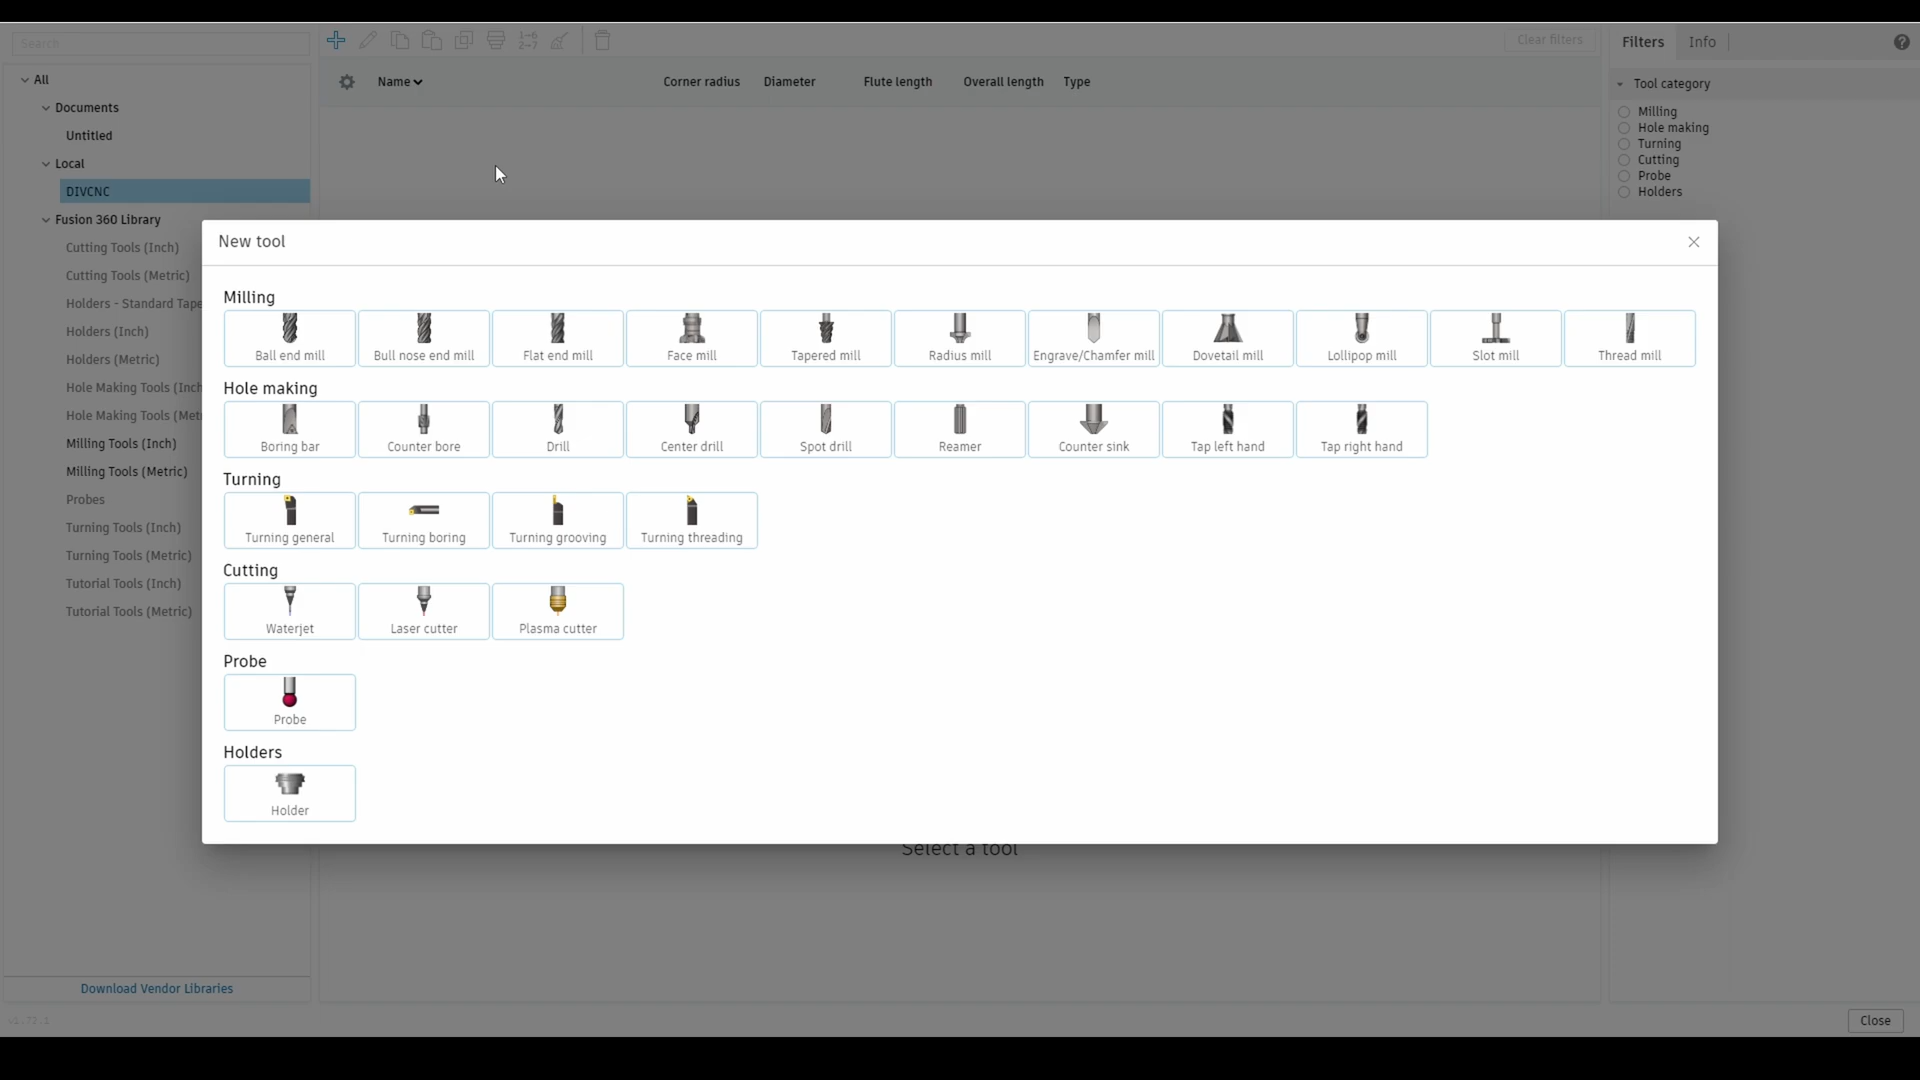 Search
Clear filters
Filters
Info
All
Name
Corner radius
Diameter
Flute length
Overall length
Type
Tool category
Documents
Milling
Untitled
Hole making
Turning
Local
Cutting
Probe
DIVCNC
Holders
Fusion 360 Library
Cutting Tools (Inch)
Cutting Tools (Metric)
Holders - Standard Tape
Holders (Inch)
Holders (Metric)
Hole Making Tools (Inch
Hole Making Tools (Met
Milling Tools (Inch)
Milling Tools (Metric)
Probes
Turning Tools (Inch)
Turning Tools (Metric)
Tutorial Tools (Inch)
Tutorial Tools (Metric)
New tool
Milling
Ball end mill
Bull nose end mill
Flat end mill
Face mill
Tapered mill
Radius mill
Engrave/Chamfer mill
Dovetail mill
Lollipop mill
Slot mill
Thread mill
Hole making
Boring bar
Counter bore
Drill
Center drill
Spot drill
Reamer
Counter sink
Tap left hand
Tap right hand
Turning
Turning general
Turning boring
Turning grooving
Turning threading
Cutting
Waterjet
Laser cutter
Plasma cutter
Probe
Probe
Holders
Holder
Select a tool
Download Vendor Libraries
v1.72.1
Close